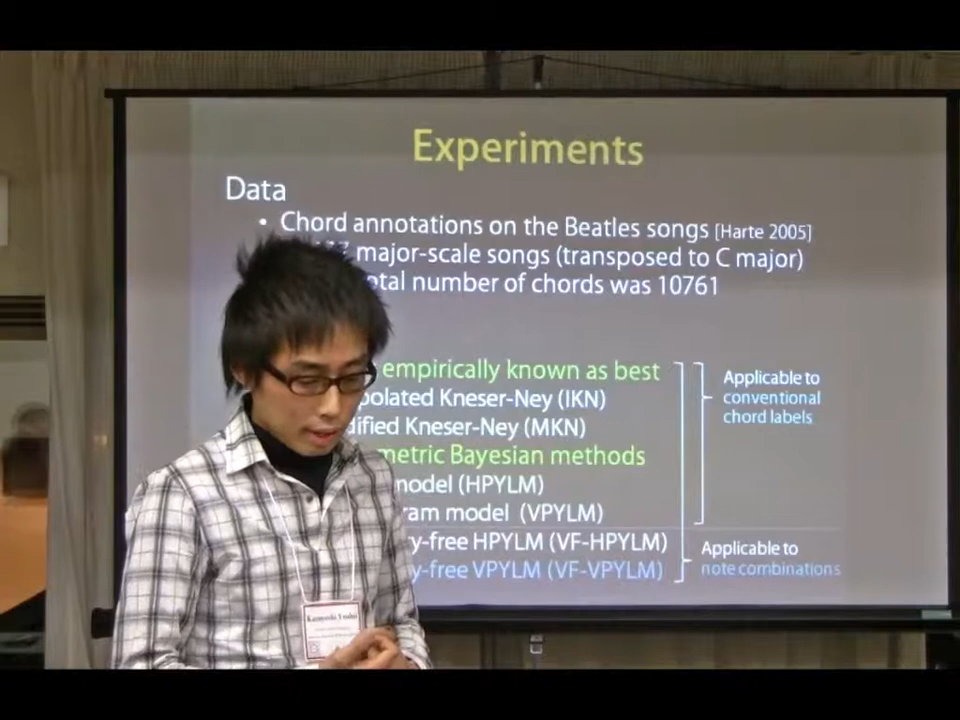 Experiments
Data
• Chord annotations on the Beatles songs [Harte 2005]
major-scale songs (transposed to C major)
otal number of chords was 10761
empirically known as best
polated Kneser-Ney (IKN)
dified Kneser-Ney (MKN)
metric Bayesian methods
model (HPYLM)
ram model (VPYLM)
y-free HPYLM (VF-HPYLM)
y-free VPYLM (VF-VPYLM)
Applicable to
conventional
chord labels
Applicable to
note combinations